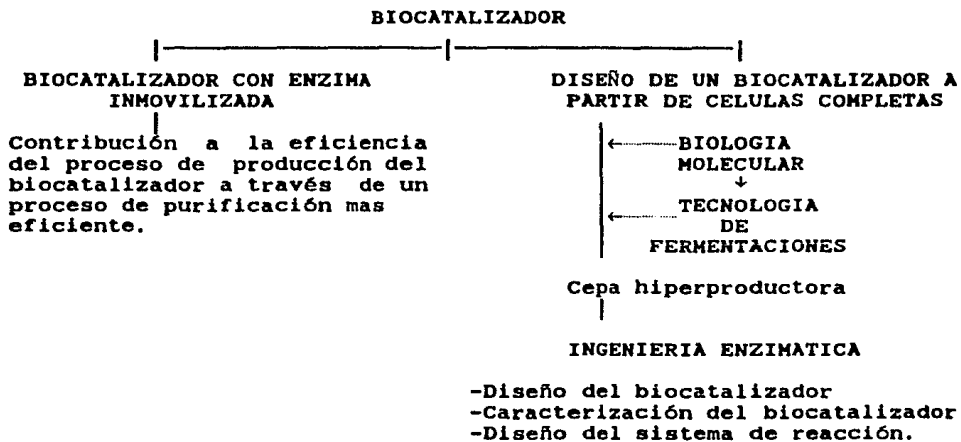 BIOCATALIZADOR
BIOCATALIZADOR CON ENZIMA
INMOVILIZADA
Contribución a la eficiencia
del proceso de producción del
biocatalizador a través de un
proceso de purificación mas
eficiente.
DISEÑO DE UN BIOCATALIZADOR A
PARTIR DE CELULAS COMPLETAS
BIOLOGIA
MOLECULAR
TECNOLOGIA
DE
FERMENTACIONES
Cepa hiperproductora
INGENIERIA ENZIMATICA
-Diseño del biocatalizador
-Caracterización del biocatalizador
-Diseño del sistema de reacción.